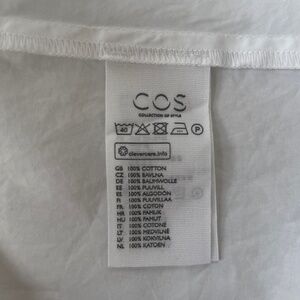 COS
COLLECTION OF STYLE
40 P
clevercare.info
GB 100% COTTON
CZ 100% BAVLNA
DE 100% BAUMWOLLE
EE 100% PUUVILL
ES 100% ALGODÓN
FI 100% PUUVILLAA
FR 100% COTON
HR 100% PAMUK
HU 100% PAMUT
IT 100% COTONE
LT 100% MEDVILNĖ
LV 100% KOKVILNA
NL 100% KATOEN